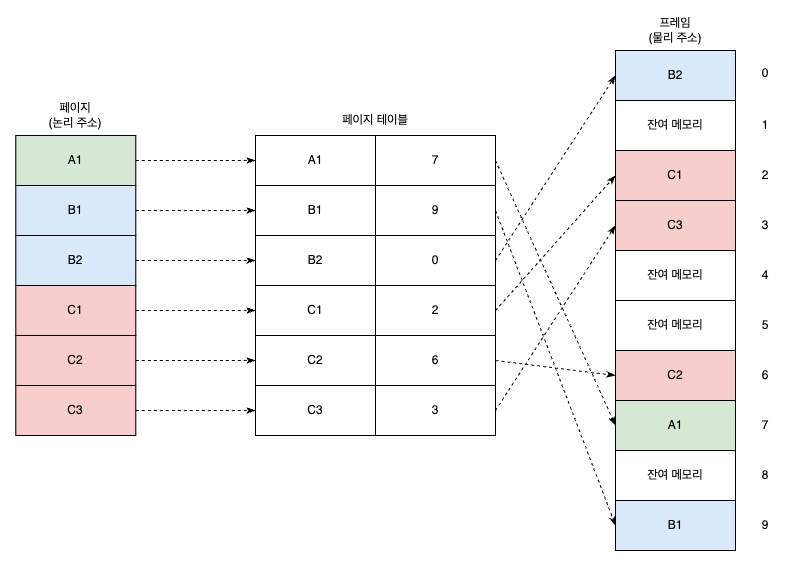 페이지
(논리 주소)
A1
B1
B2
C1
C2
C3
페이지 테이블
A1 7
B1 9
B2 0
C1 2
C2 6
C3 3
프레임
(물리 주소)
B2 0
잔여 메모리 1
C1 2
C3 3
잔여 메모리 4
잔여 메모리 5
C2 6
A1 7
잔여 메모리 8
B1 9